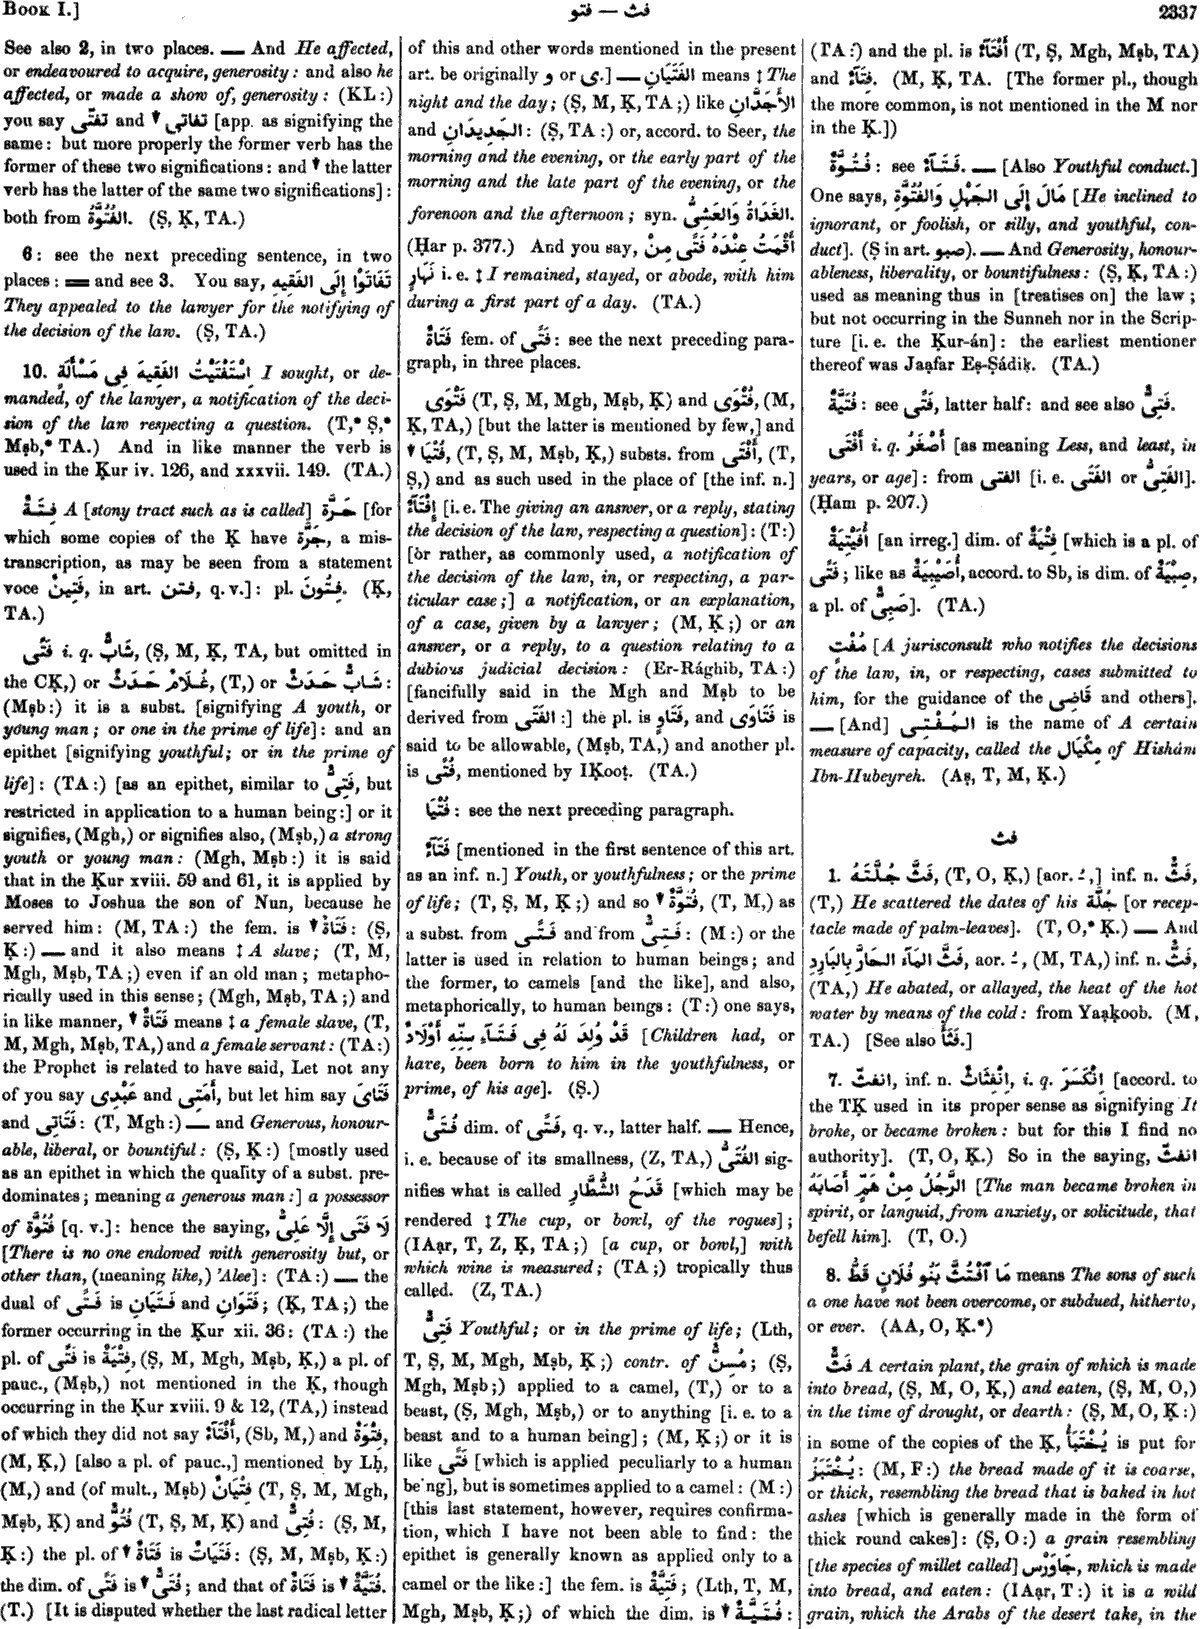 BOOK I.]
فتو — فث
2337
See also 2, in two places. — And He affected,
or endeavoured to acquire, generosity: and also he
affected, or made a show of, generosity: (KL:)
you say تفتّى and ▼ تفاتى [app. as signifying the
same: but more properly the former verb has the
former of these two significations: and ▼ the latter
verb has the latter of the same two significations]:
both from الفُتُوَّةُ. (Ṣ, Ḳ, TA.)
6: see the next preceding sentence, in two
places: = and see 3. You say, تَفَاتَوْا إِلَى الفَقِيهِ
They appealed to the lawyer for the notifying of
the decision of the law. (Ṣ, TA.)
10. اِسْتَفْتَيْتُ الفَقِيهَ فِى مَسْأَلَةٍ I sought, or de-
manded, of the lawyer, a notification of the deci-
sion of the law respecting a question. (T,* Ṣ,*
Mṣb,* TA.) And in like manner the verb is
used in the Ḳur iv. 126, and xxxvii. 149. (TA.)
فِتَةٌ A [stony tract such as is called] حَرَّة [for
which some copies of the Ḳ have جَرَّة, a mis-
transcription, as may be seen from a statement
voce فَتِينٌ, in art. فتن, q. v.]: pl. فِتُونَ. (Ḳ,
TA.)
فَتًى i. q. شَابٌّ, (Ṣ, M, Ḳ, TA, but omitted in
the CḲ,) or غُلَامٌ حَدَثٌ, (T,) or شَابٌّ حَدَثٌ:
(Mṣb:) it is a subst. [signifying A youth, or
young man; or one in the prime of life]: and an
epithet [signifying youthful; or in the prime of
life]: (TA:) [as an epithet, similar to فَتِىٌّ, but
restricted in application to a human being:] or it
signifies, (Mgh,) or signifies also, (Mṣb,) a strong
youth or young man: (Mgh, Mṣb:) it is said
that in the Ḳur xviii. 59 and 61, it is applied by
Moses to Joshua the son of Nun, because he
served him: (M, TA:) the fem. is ▼ فَتَاةٌ: (Ṣ,
Ḳ:) — and it also means ‡ A slave; (T, M,
Mgh, Mṣb, TA;) even if an old man; metapho-
rically used in this sense; (Mgh, Mṣb, TA;) and
in like manner, ▼ فَتَاةٌ means ‡ a female slave, (T,
M, Mgh, Mṣb, TA,) and a female servant: (TA:)
the Prophet is related to have said, Let not any
of you say عَبْدِى and أَمَتِى, but let him say فَتَاىَ
and فَتَاتِى: (T, Mgh:) — and Generous, honour-
able, liberal, or bountiful: (Ṣ, Ḳ:) [mostly used
as an epithet in which the quality of a subst. pre-
dominates; meaning a generous man:] a possessor
of فُتُوَّة [q. v.]: hence the saying, لَا فَتَى إِلَّا عَلِىٌّ
[There is no one endowed with generosity but, or
other than, (meaning like,) 'Alee]: (TA:) — the
dual of فَتًى is فَتَيَانِ and فَتَوَانِ; (Ḳ, TA;) the
former occurring in the Ḳur xii. 36: (TA:) the
pl. of فَتًى is فِتْيَةٌ, (Ṣ, M, Mgh, Mṣb, Ḳ,) a pl. of
pauc., (Mṣb,) not mentioned in the Ḳ, though
occurring in the Ḳur xviii. 9 & 12, (TA,) instead
of which they did not say أَفْتَآءٌ, (Sb, M,) and فِتْوَةٌ,
(M, Ḳ,) [also a pl. of pauc.,] mentioned by Lḥ,
(M,) and (of mult., Mṣb) فِتْيَانٌ (T, Ṣ, M, Mgh,
Mṣb, Ḳ) and فُتُوٌّ (T, Ṣ, M, Ḳ) and فُتِىٌّ: (Ṣ, M,
Ḳ:) the pl. of ▼ فَتَاةٌ is فَتَيَاتٌ: (Ṣ, M, Mṣb, Ḳ:)
the dim. of فَتًى is ▼ فُتَىٌّ; and that of فَتَاةٌ is ▼ فُتَيَّةٌ.
(T.) [It is disputed whether the last radical letter
of this and other words mentioned in the present
art. be originally و or ى.] — الفَتَيَانِ means ‡ The
night and the day; (Ṣ, M, Ḳ, TA;) like الأَجَدَّانِ
and الجَدِيدَانِ: (Ṣ, TA:) or, accord. to Seer, the
morning and the evening, or the early part of the
morning and the late part of the evening, or the
forenoon and the afternoon; syn. الغَدَاةُ وَالعَشِىُّ.
(Ḥar p. 377.) And you say, أَقَمْتُ عِنْدَهُ فَتًى مِنْ
نَهَارٍ i. e. ‡ I remained, stayed, or abode, with him
during a first part of a day. (TA.)
فَتَاةٌ fem. of فَتًى: see the next preceding para-
graph, in three places.
فَتْوَى (T, Ṣ, M, Mgh, Mṣb, Ḳ) and فُتْوَى, (M,
Ḳ, TA,) [but the latter is mentioned by few,] and
▼ فُتْيَا, (T, Ṣ, M, Mṣb, Ḳ,) substs. from أَفْتَى, (T,
Ṣ,) and as such used in the place of [the inf. n.]
إِفْتَآءٌ [i. e. The giving an answer, or a reply, stating
the decision of the law, respecting a question]: (T:)
[or rather, as commonly used, a notification of
the decision of the law, in, or respecting, a par-
ticular case;] a notification, or an explanation,
of a case, given by a lawyer; (M, Ḳ;) or an
answer, or a reply, to a question relating to a
dubious judicial decision: (Er-Rághib, TA:)
[fancifully said in the Mgh and Mṣb to be
derived from الفَتَى:] the pl. is فَتَاوٍ, and فَتَاوَى is
said to be allowable, (Mṣb, TA,) and another pl.
is فُتًى, mentioned by IḲooṭ. (TA.)
فُتْيَا: see the next preceding paragraph.
فَتَآءٌ [mentioned in the first sentence of this art.
as an inf. n.] Youth, or youthfulness; or the prime
of life; (T, Ṣ, M, Ḳ;) and so ▼ فُتُوَّةٌ, (T, M,) as
a subst. from فَتًى and from فَتِىٌّ: (M:) or the
latter is used in relation to human beings; and
the former, to camels [and the like], and also,
metaphorically, to human beings: (T:) one says,
قَدْ وُلِدَ لَهُ فِى فَتَآءِ سِنِّهِ أَوْلَادٌ [Children had, or
have, been born to him in the youthfulness, or
prime, of his age]. (Ṣ.)
فُتَىٌّ dim. of فَتًى, q. v., latter half. — Hence,
i. e. because of its smallness, (Z, TA,) الفُتَىُّ sig-
nifies what is called قَدَحُ الشُّطَّارِ [which may be
rendered ‡ The cup, or bowl, of the rogues];
(IAạr, T, Z, Ḳ, TA;) [a cup, or bowl,] with
which wine is measured; (TA;) tropically thus
called. (Z, TA.)
فَتِىٌّ Youthful; or in the prime of life; (Lth,
T, Ṣ, M, Mgh, Mṣb, Ḳ;) contr. of مُسِنٌّ; (Ṣ,
Mgh, Mṣb;) applied to a camel, (T,) or to a
beast, (Ṣ, Mgh, Mṣb,) or to anything [i. e. to a
beast and to a human being]; (M, Ḳ;) or it is
like فَتًى [which is applied peculiarly to a human
being], but is sometimes applied to a camel: (M:)
[this last statement, however, requires confirma-
tion, which I have not been able to find: the
epithet is generally known as applied only to a
camel or the like:] the fem. is فَتِيَّةٌ; (Lth, T, M,
Mgh, Mṣb, Ḳ;) of which the dim. is ▼ فُتَيَّةٌ:
(TA:) and the pl. is أَفْتَآءٌ (T, Ṣ, Mgh, Mṣb, TA)
and فِتَآءٌ. (M, Ḳ, TA. [The former pl., though
the more common, is not mentioned in the M nor
in the Ḳ.])
فُتُوَّةٌ: see فَتَآءٌ. — [Also Youthful conduct.]
One says, مَالَ إِلَى الجَهْلِ وَالفُتُوَّةِ [He inclined to
ignorant, or foolish, or silly, and youthful, con-
duct]. (Ṣ in art. صبو). — And Generosity, honour-
ableness, liberality, or bountifulness: (Ṣ, Ḳ, TA:)
used as meaning thus in [treatises on] the law;
but not occurring in the Sunneh nor in the Scrip-
ture [i. e. the Ḳur-án]: the earliest mentioner
thereof was Jaạfar Eṣ-Ṣádiḳ. (TA.)
فُتَيَّةٌ: see فَتًى, latter half: and see also فَتِىٌّ.
أَفْتَى i. q. أَصْغَرُ [as meaning Less, and least, in
years, or age]: from الفتى [i. e. الفَتَى or الفَتِىُّ].
(Ḥam p. 207.)
أُفَيْتِيَةٌ [an irreg.] dim. of فِتْيَةٌ [which is a pl. of
فَتًى; like as أُصَيْبِيَةٌ, accord. to Sb, is dim. of صِبْيَةٌ,
a pl. of صَبِىٌّ]. (TA.)
مُفْتٍ [A jurisconsult who notifies the decisions
of the law, in, or respecting, cases submitted to
him, for the guidance of the قَاضِى and others].
— [And] المُفْتِى is the name of A certain
measure of capacity, called the مِكْيَال of Hishám
Ibn-Hubeyreh. (Aṣ, T, M, Ḳ.)
فث
1. فَثَّ جُلَّتَهُ, (T, O, Ḳ,) [aor. ـُ ,] inf. n. فَثٌّ,
(T,) He scattered the dates of his جُلَّة [or recep-
tacle made of palm-leaves]. (T, O,* Ḳ.) — And
فَثَّ المَآءَ الحَارَّ بِالبَارِدِ, aor. ـُ , (M, TA,) inf. n. فَثٌّ,
(TA,) He abated, or allayed, the heat of the hot
water by means of the cold: from Yaạḳoob. (M,
TA.) [See also فَثَأَ.]
7. انفثّ, inf. n. اِنْفِثَاثٌ, i. q. اِنْكَسَرَ [accord. to
the TḲ used in its proper sense as signifying It
broke, or became broken: but for this I find no
authority]. (T, O, Ḳ.) So in the saying, انفثّ
الرَّجُلُ مِنْ هَمٍّ أَصَابَهُ [The man became broken in
spirit, or languid, from anxiety, or solicitude, that
befell him]. (T, O.)
8. مَا ٱفْتُثَّ بَنُو فُلَانٍ قَطُّ means The sons of such
a one have not been overcome, or subdued, hitherto,
or ever. (AA, O, Ḳ.*)
فَثٌّ A certain plant, the grain of which is made
into bread, (Ṣ, M, O, Ḳ,) and eaten, (Ṣ, M, O,)
in the time of drought, or dearth: (Ṣ, M, O, Ḳ:)
in some of the copies of the Ḳ, يُخْتَبَأُ is put for
يُخْتَبَزُ: (M, F:) the bread made of it is coarse,
or thick, resembling the bread that is baked in hot
ashes [which is generally made in the form of
thick round cakes]: (Ṣ, O:) a grain resembling
[the species of millet called] جَاوَرْس, which is made
into bread, and eaten: (IAạr, T:) it is a wild
grain, which the Arabs of the desert take, in the